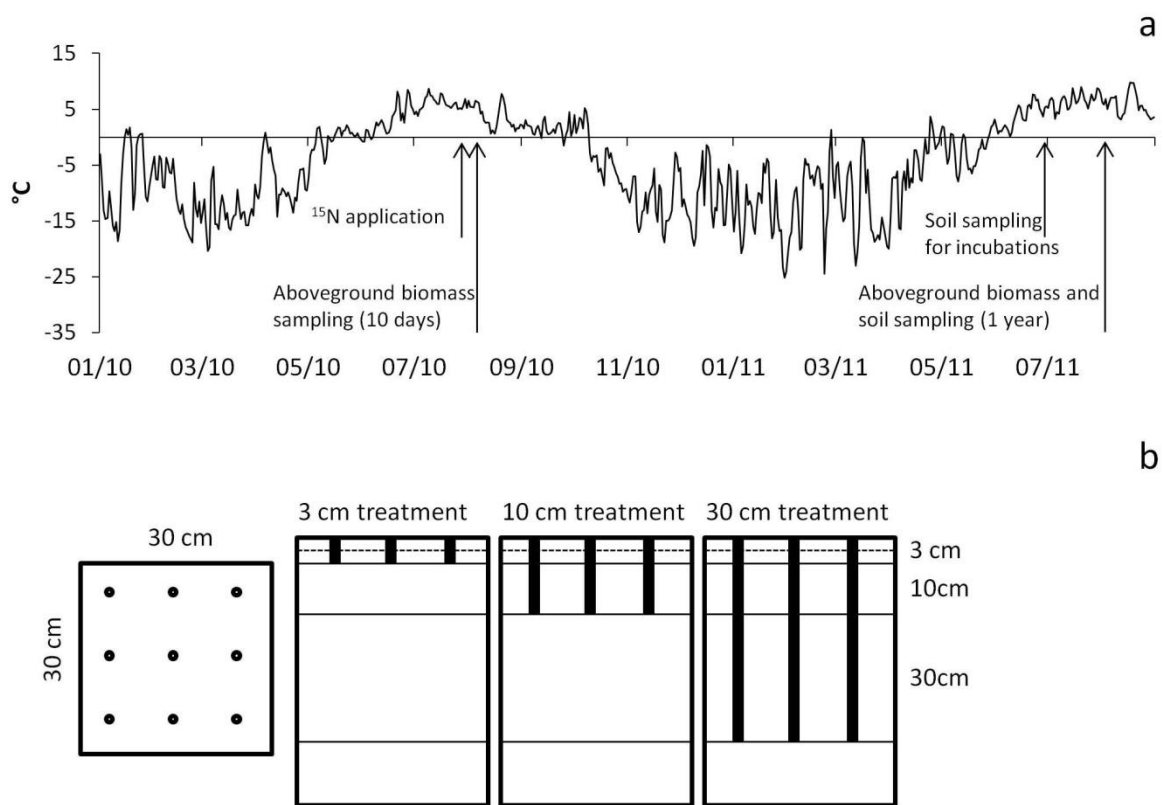 a
15
5
-5
-15
-25
-35
°C
¹⁵N application
Aboveground biomass
sampling (10 days)
Soil sampling
for incubations
Aboveground biomass and
soil sampling (1 year)
01/10 03/10 05/10 07/10 09/10 11/10 01/11 03/11 05/11 07/11
b
30 cm
30 cm
3 cm treatment
10 cm treatment
30 cm treatment
3 cm
10cm
30cm